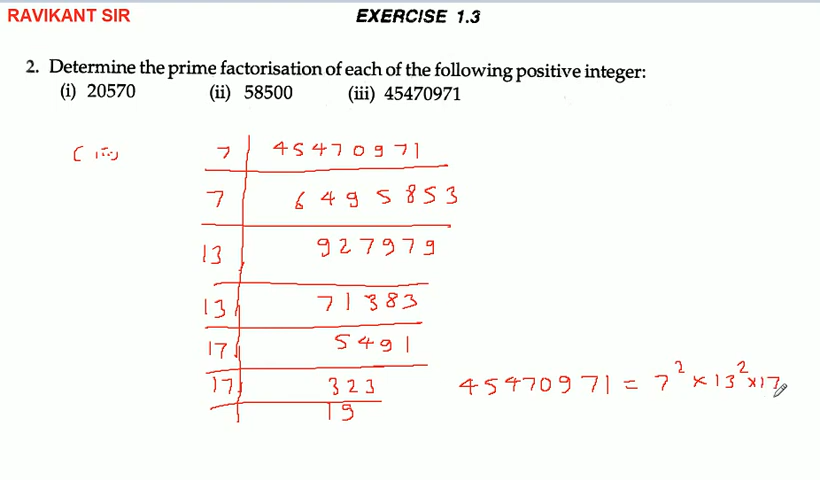 RAVIKANT SIR EXERCISE 1.3
2. Determine the prime factorisation of each of the following positive integer:
(i) 20570 (ii) 58500 (iii) 45470971
(iii) 7 45470971
7 6495853
13 927979
13 71383
17 5491
17 323
19
45470971 = 7² × 13² × 17